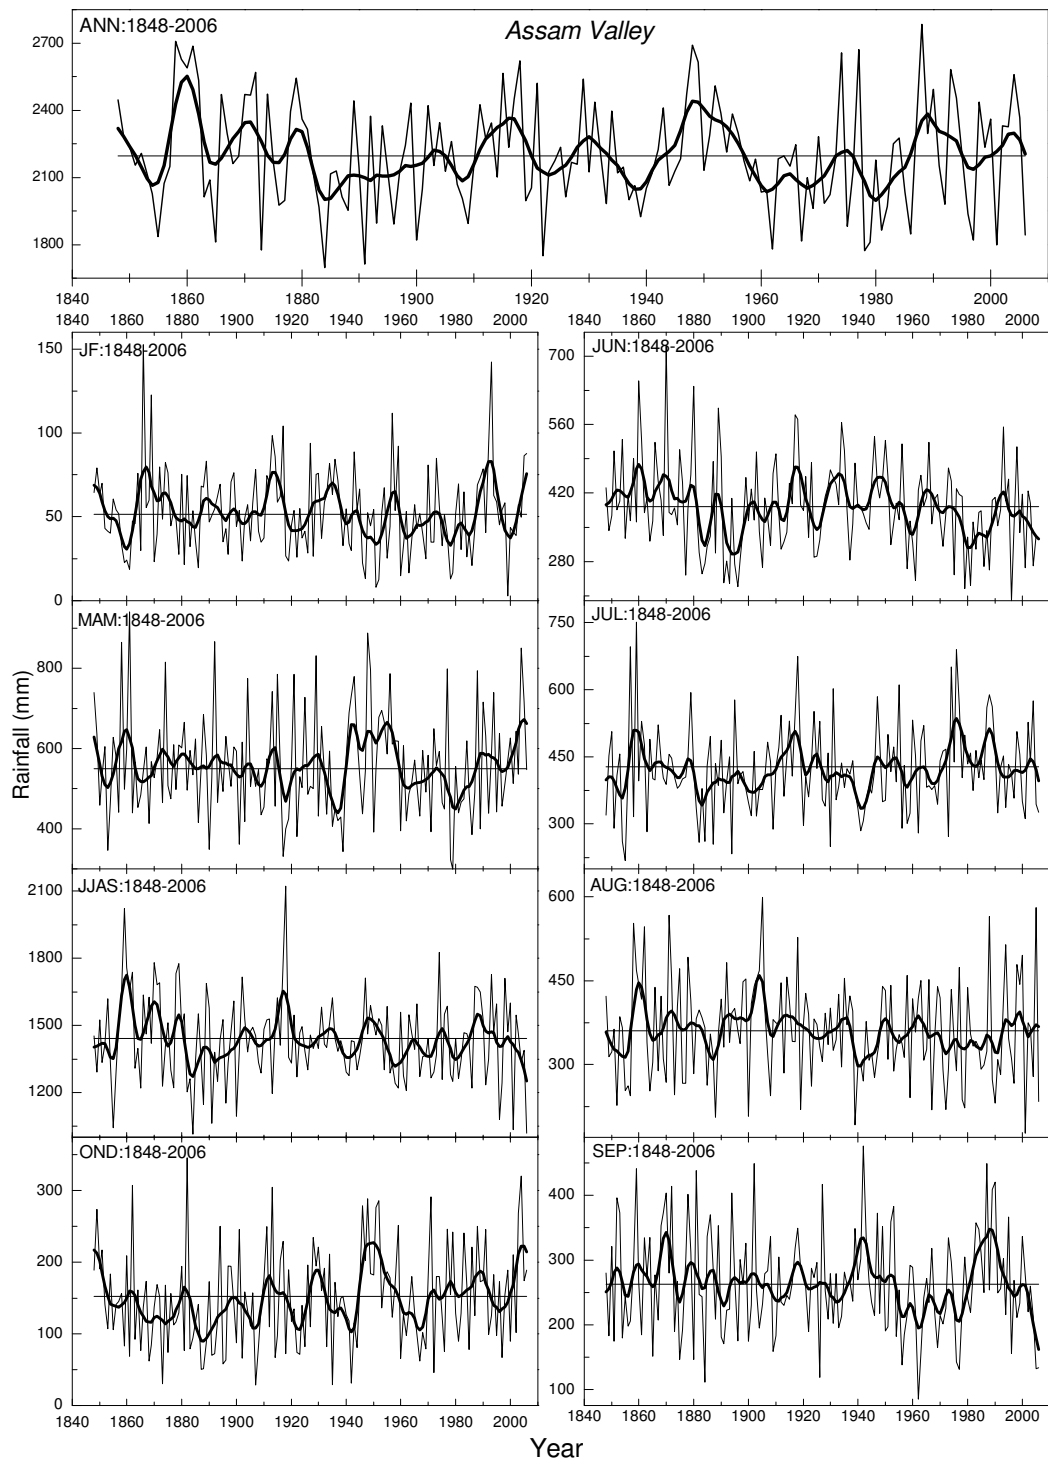 ANN:1848-2006
Assam Valley
2700
2400
2100
1800
1840 1860 1880 1900 1920 1940 1960 1980 2000
1840 1860 1880 1900 1920 1940 1960 1980 2000
1840 1860 1880 1900 1920 1940 1960 1980 2000
JF:1848-2006
150
100
50
0
JUN:1848-2006
700
560
420
280
MAM:1848-2006
800
600
400
JUL:1848-2006
750
600
450
300
Rainfall (mm)
JJAS:1848-2006
2100
1800
1500
1200
AUG:1848-2006
600
450
300
OND:1848-2006
300
200
100
0
SEP:1848-2006
400
300
200
100
1840 1860 1880 1900 1920 1940 1960 1980 2000
1840 1860 1880 1900 1920 1940 1960 1980 2000
Year